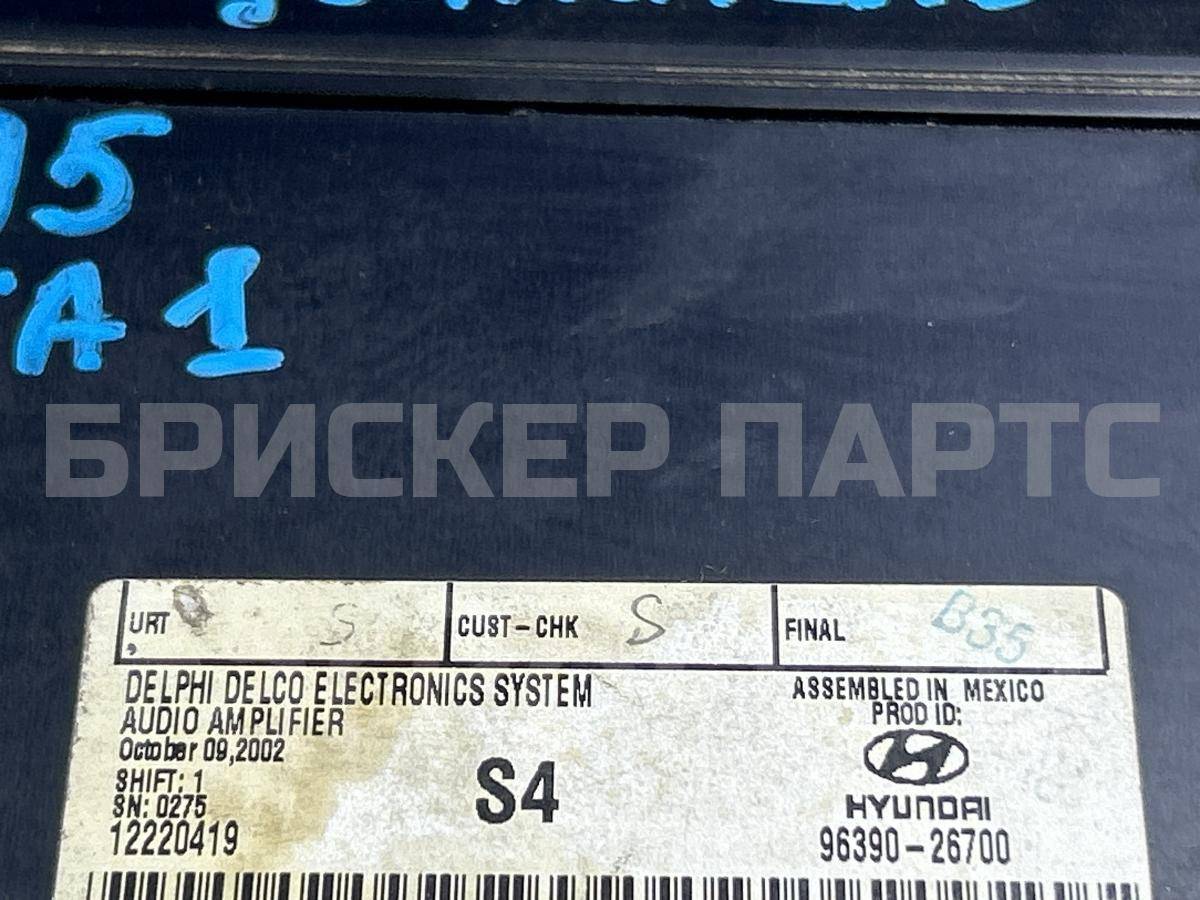 15
A 1
БРИСКЕР ПАРТС
URT S CUST-CHK S FINAL B35
DELPHI DELCO ELECTRONICS SYSTEM
AUDIO AMPLIFIER
October 09,2002
SHIFT: 1
SN: 0275
12220419
S4
ASSEMBLED IN MEXICO
PROD ID:
HYUNDAI
96390-26700